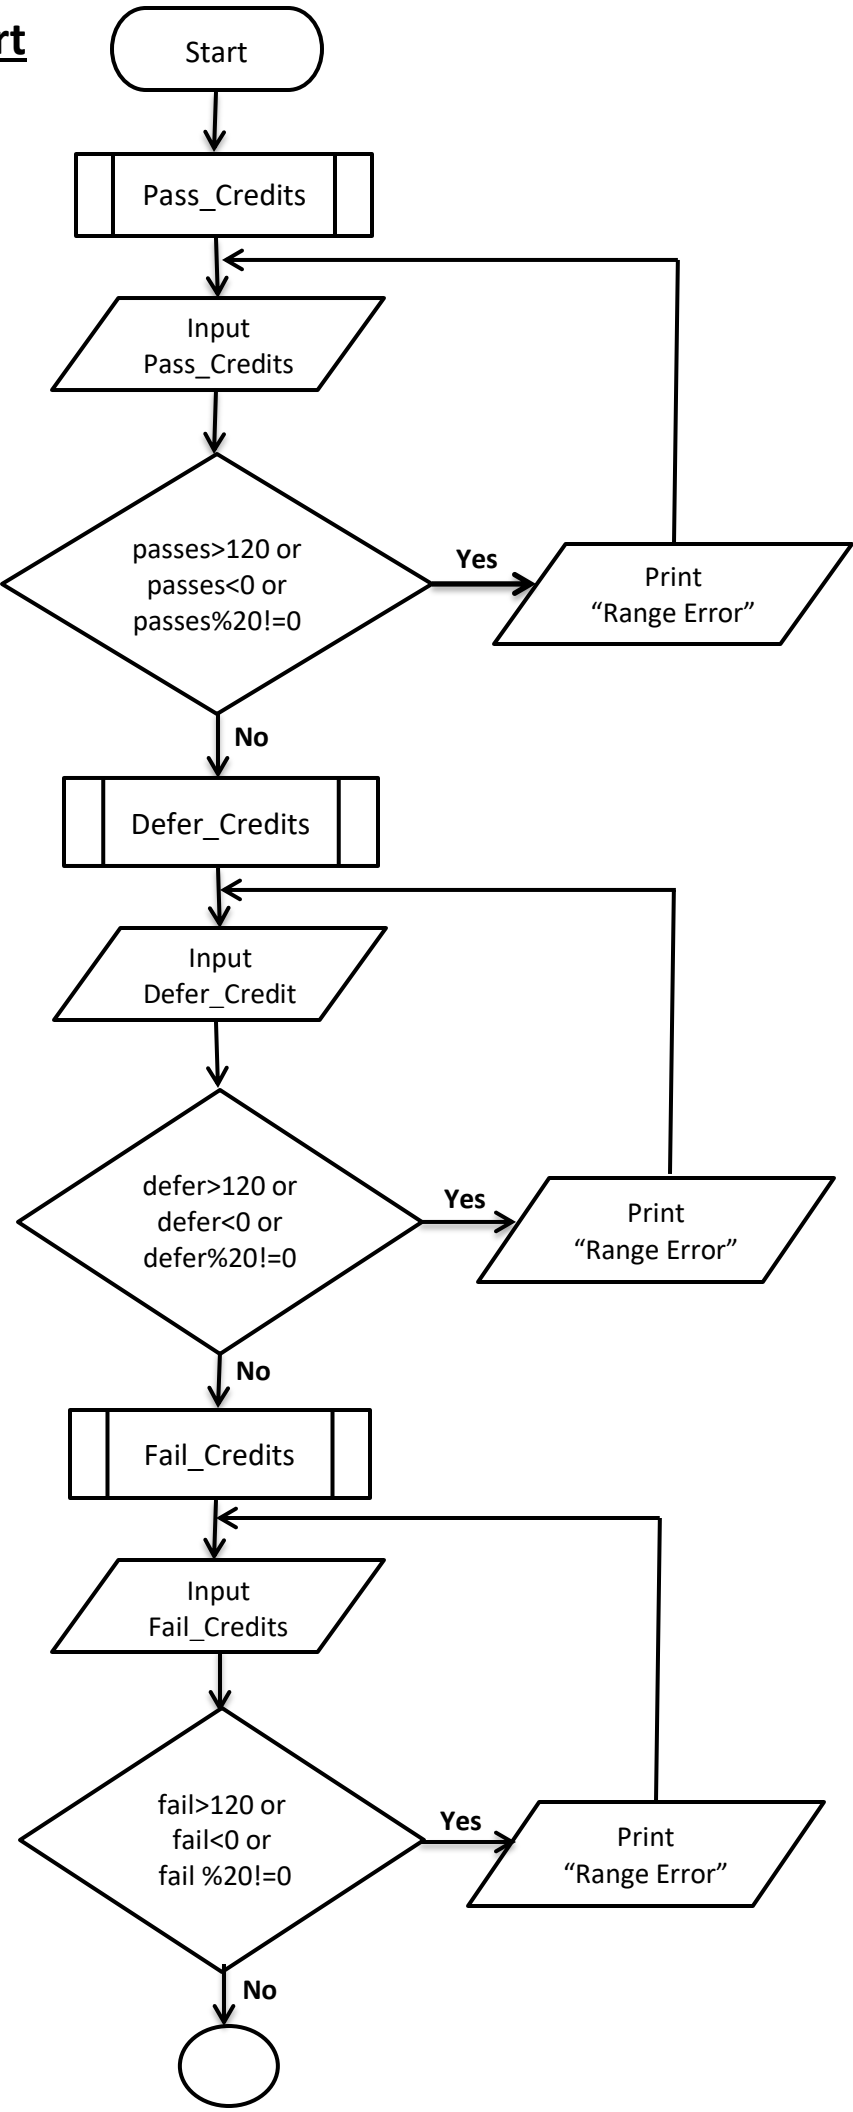 rt
Start
Pass_Credits
Input
Pass_Credits
passes>120 or
passes<0 or
passes%20!=0
Yes
Print
“Range Error”
No
Defer_Credits
Input
Defer_Credit
defer>120 or
defer<0 or
defer%20!=0
Yes
Print
“Range Error”
No
Fail_Credits
Input
Fail_Credits
fail>120 or
fail<0 or
fail %20!=0
Yes
Print
“Range Error”
No